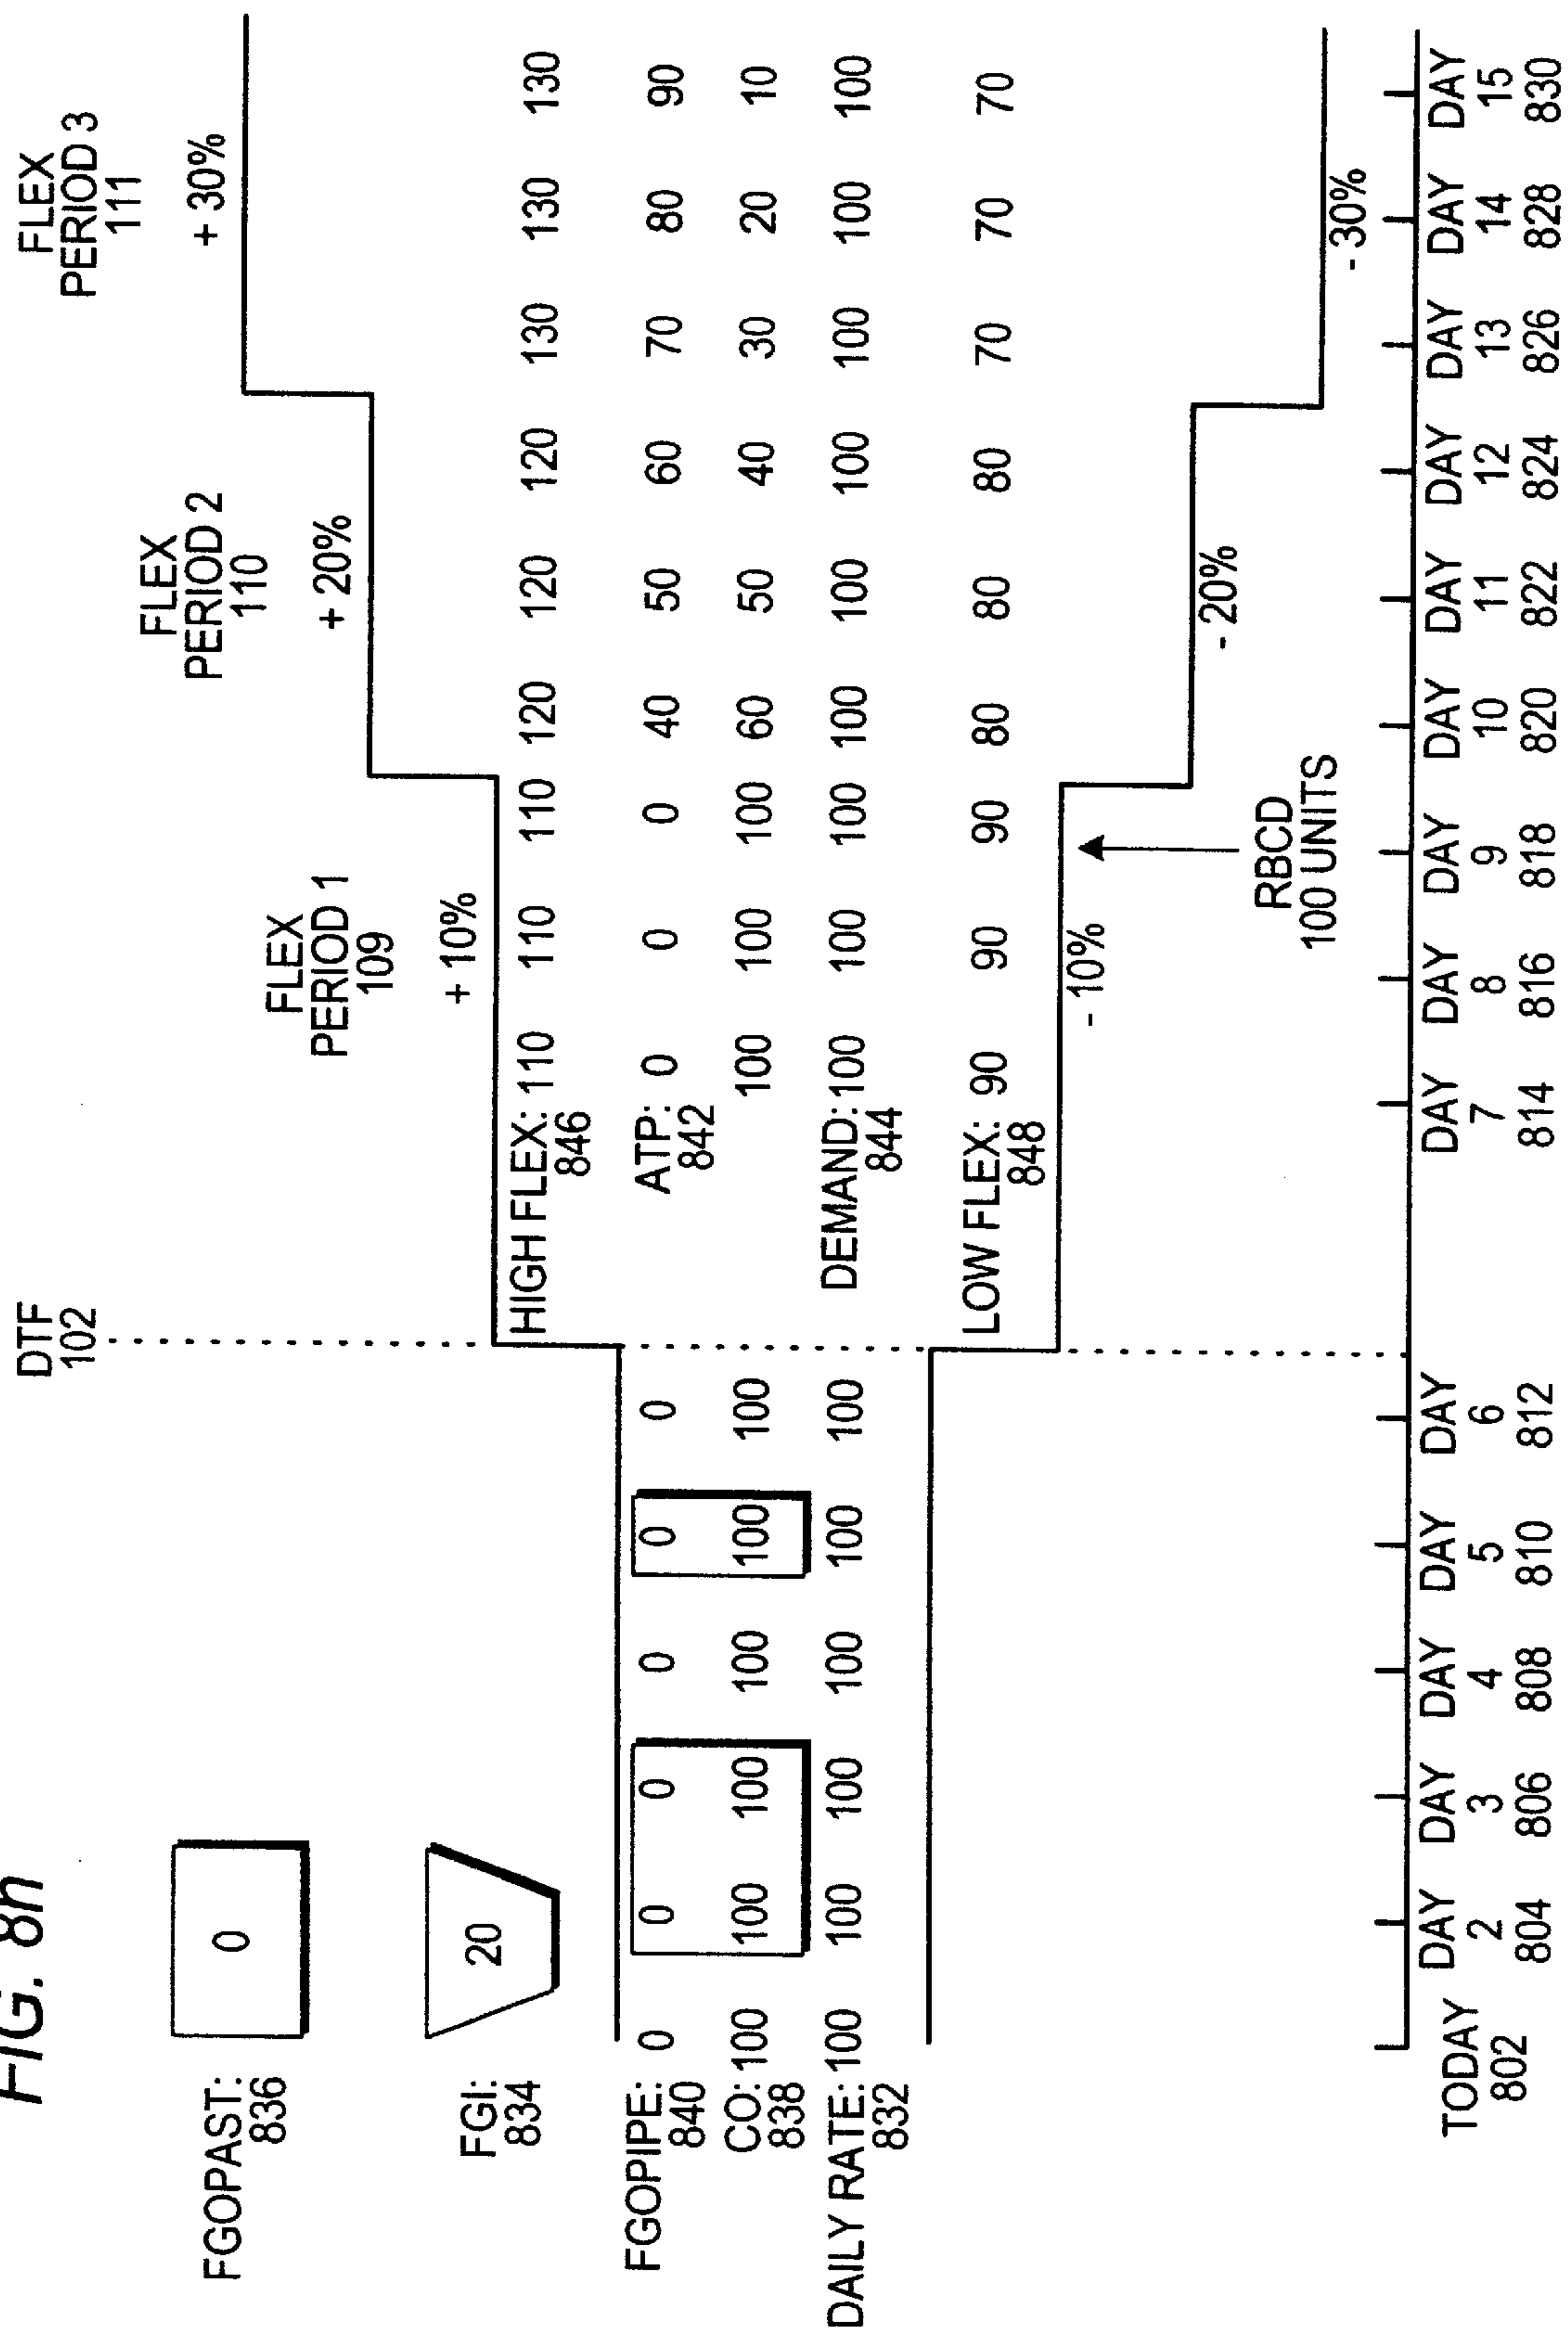 FIG. 8n
FLEX
PERIOD 3
111
+ 30%
FLEX
PERIOD 2
110
+ 20%
FLEX
PERIOD 1
109
+ 10%
DTF
102
FGOPAST:
836
0
FGI:
834
20
HIGH FLEX: 110 110 110 120 120 120 130 130 130
846
FGOPIPE: 0 0 0 0 0 0
840
ATP: 0 0 0 40 50 60 70 80 90
842
CO: 100 100 100 100 100 100 100 100 100 60 50 40 30 20 10
838
DAILY RATE: 100 100 100 100 100 100
832
DEMAND: 100 100 100 100 100 100 100 100 100
844
LOW FLEX: 90 90 90 80 80 80 70 70 70
848
- 10%
- 20%
- 30%
RBCD
100 UNITS
TODAY
802
DAY
2
804
DAY
3
806
DAY
4
808
DAY
5
810
DAY
6
812
DAY
7
814
DAY
8
816
DAY
9
818
DAY
10
820
DAY
11
822
DAY
12
824
DAY
13
826
DAY
14
828
DAY
15
830